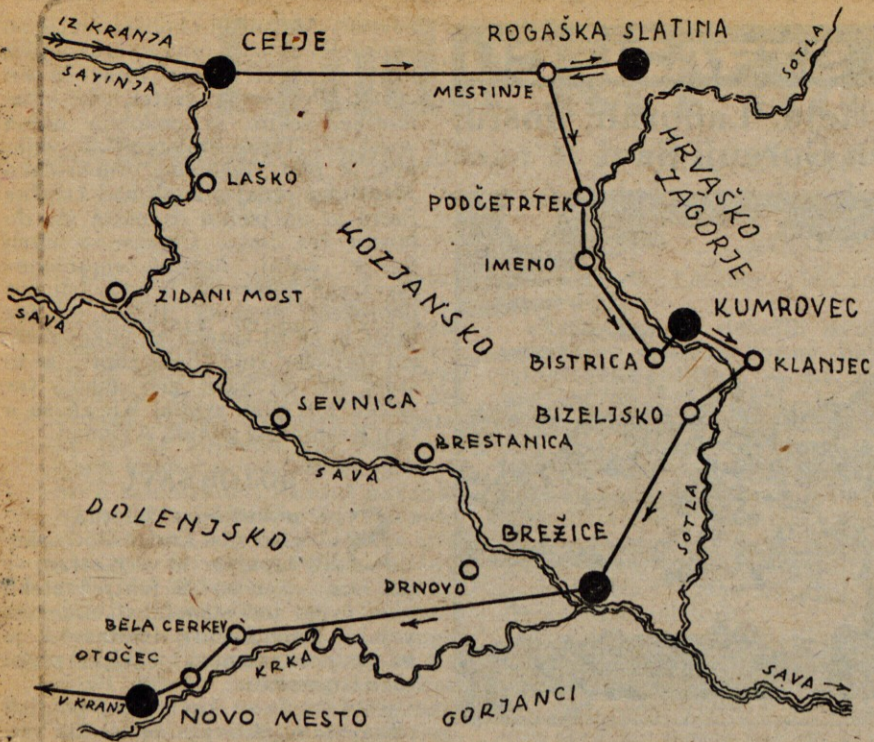 IZ KRANJA
CELJE
ROGAŠKA SLATINA
SAVINJA
MESTINJE
SOTLA
LAŠKO
HRVAŠKO
ZAGORJE
PODČETRTEK
KOZJANSKO
IMENO
ZIDANI MOST
SAVA
KUMROVEC
BISTRICA
KLANJEC
SEVNICA
BIZELJSKO
BRESTANICA
SAVA
DOLENJSKO
SOTLA
BREŽICE
DRNOVO
BELA CERKEV
OTOČEC
KRKA
SAVA
V KRANJ
NOVO MESTO
GORJANCI